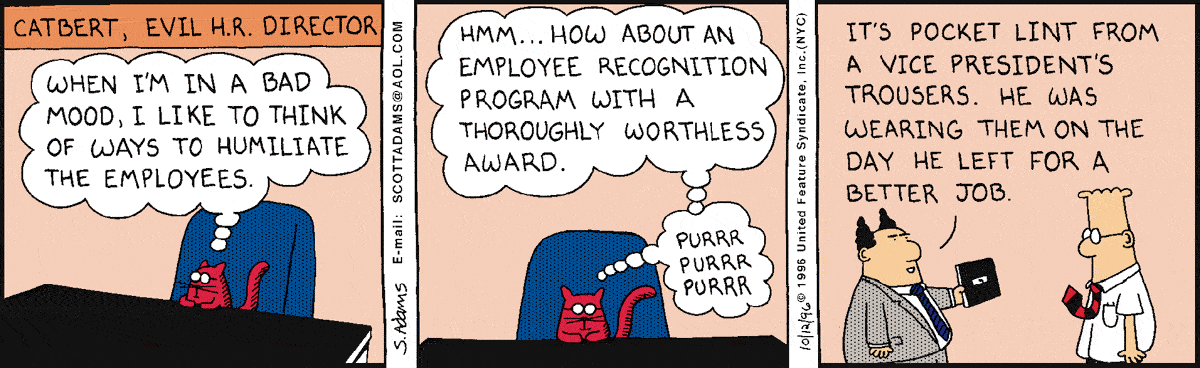 CATBERT, EVIL H.R. DIRECTOR
WHEN I'M IN A BAD
MOOD, I LIKE TO THINK
OF WAYS TO HUMILIATE
THE EMPLOYEES.
S. Adams E-mail: SCOTTADAMS@AOL.COM
HMM... HOW ABOUT AN
EMPLOYEE RECOGNITION
PROGRAM WITH A
THOROUGHLY WORTHLESS
AWARD.
PURRR
PURRR
PURRR
10/12/96 © 1996 United Feature Syndicate, Inc.(NYC)
IT'S POCKET LINT FROM
A VICE PRESIDENT'S
TROUSERS. HE WAS
WEARING THEM ON THE
DAY HE LEFT FOR A
BETTER JOB.